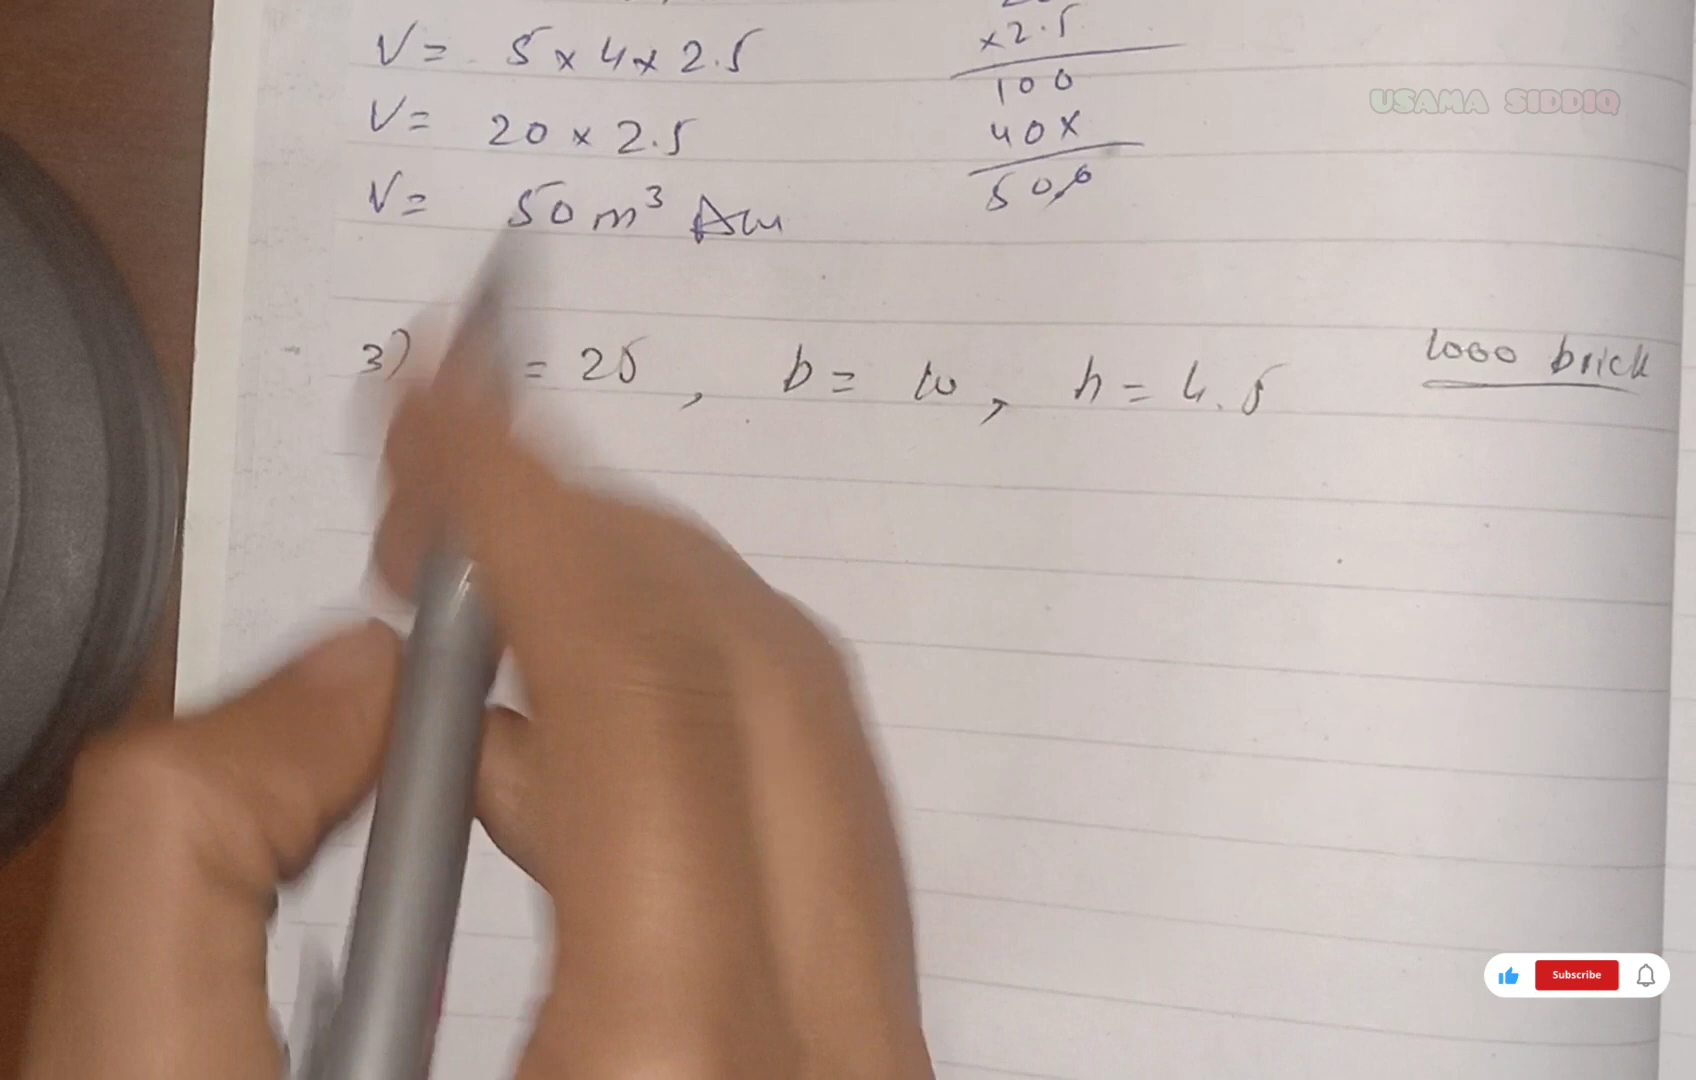 V = 5 x 4 x 2.5
x 2.5
100
V = 20 x 2.5
40x
V = 50 m³ Ans
50.0
USAMA SIDDIQ
3) = 25 , b = 10 , h = 4.5
1000 brick
Subscribe